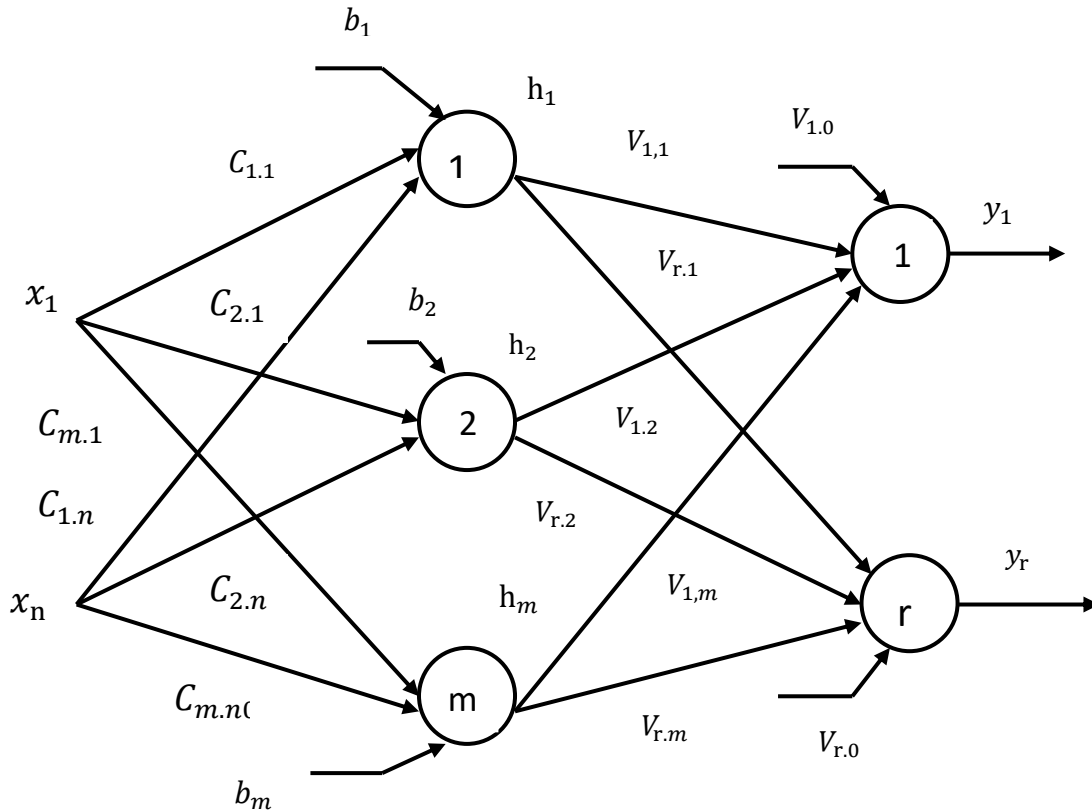 b₁
h₁
V₁,₁
V₁.₀
C₁.₁
1
y₁
1
Vᵣ.₁
x₁
C₂.₁
b₂
h₂
2
V₁.₂
Cₘ.₁
C₁.ₙ
Vᵣ.₂
yᵣ
xₙ
C₂.ₙ
hₘ
V₁,ₘ
r
m
Cₘ.ₙ₍
Vᵣ.ₘ
Vᵣ.₀
bₘ